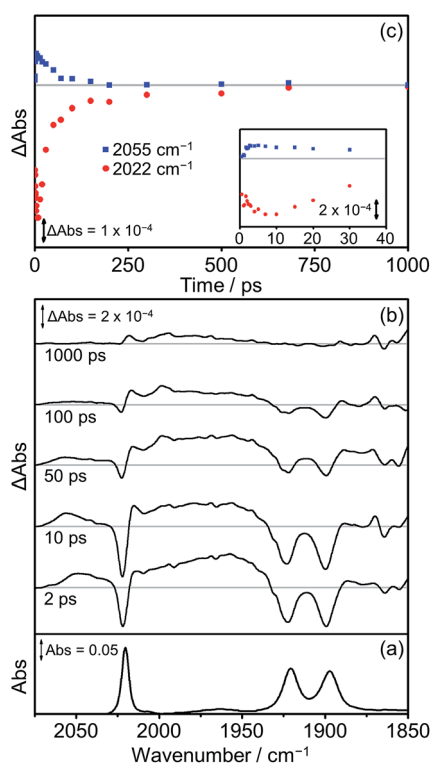 (c)
ΔAbs
2055 cm⁻¹
2022 cm⁻¹
ΔAbs = 1 x 10⁻⁴
2 x 10⁻⁴
0 10 20 30 40
0 250 500 750 1000
Time / ps
(b)
ΔAbs = 2 x 10⁻⁴
1000 ps
100 ps
ΔAbs
50 ps
10 ps
2 ps
(a)
Abs = 0.05
Abs
2050 2000 1950 1900 1850
Wavenumber / cm⁻¹